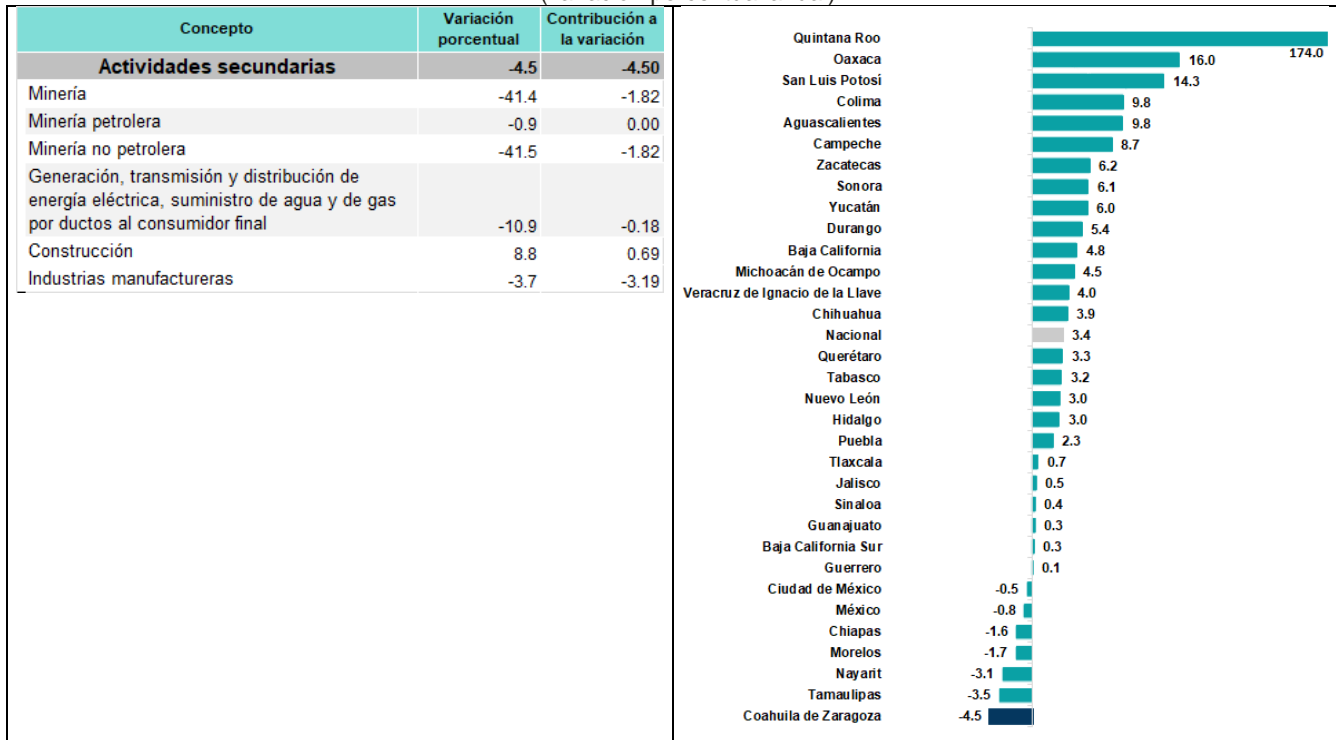 Concepto
Variación porcentual
Contribución a la variación
Actividades secundarias -4.5 -4.50
Minería -41.4 -1.82
Minería petrolera -0.9 0.00
Minería no petrolera -41.5 -1.82
Generación, transmisión y distribución de
energía eléctrica, suministro de agua y de gas
por ductos al consumidor final -10.9 -0.18
Construcción 8.8 0.69
Industrias manufactureras -3.7 -3.19
Quintana Roo 174.0
Oaxaca 16.0
San Luis Potosí 14.3
Colima 9.8
Aguascalientes 9.8
Campeche 8.7
Zacatecas 6.2
Sonora 6.1
Yucatán 6.0
Durango 5.4
Baja California 4.8
Michoacán de Ocampo 4.5
Veracruz de Ignacio de la Llave 4.0
Chihuahua 3.9
Nacional 3.4
Querétaro 3.3
Tabasco 3.2
Nuevo León 3.0
Hidalgo 3.0
Puebla 2.3
Tlaxcala 0.7
Jalisco 0.5
Sinaloa 0.4
Guanajuato 0.3
Baja California Sur 0.3
Guerrero 0.1
Ciudad de México -0.5
México -0.8
Chiapas -1.6
Morelos -1.7
Nayarit -3.1
Tamaulipas -3.5
Coahuila de Zaragoza -4.5